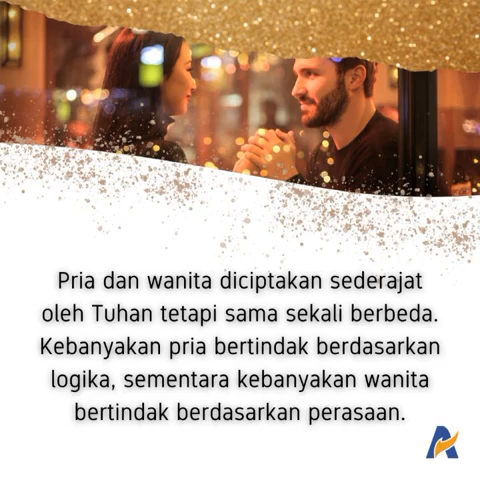 Pria dan wanita diciptakan sederajat
oleh Tuhan tetapi sama sekali berbeda.
Kebanyakan pria bertindak berdasarkan
logika, sementara kebanyakan wanita
bertindak berdasarkan perasaan.